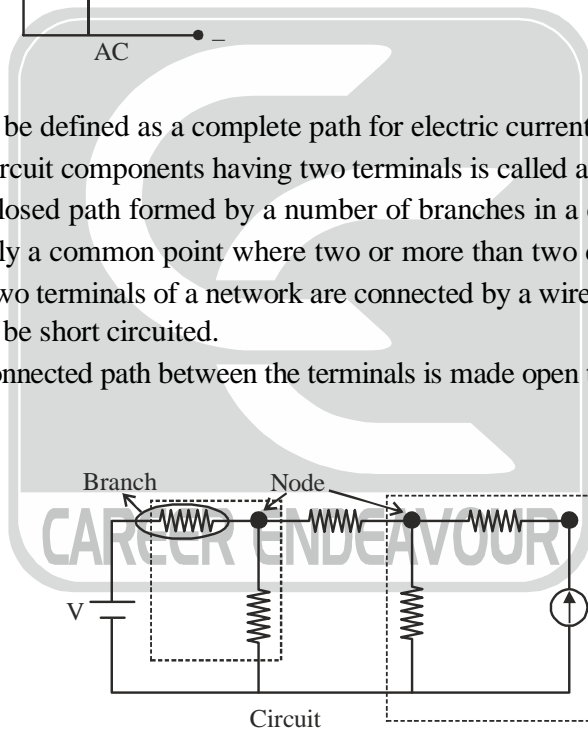 –
AC
be defined as a complete path for electric current
rcuit components having two terminals is called a
losed path formed by a number of branches in a
ly a common point where two or more than two
wo terminals of a network are connected by a wire
be short circuited.
onnected path between the terminals is made open
Branch
Node
CAREER ENDEAVOUR
V
Circuit